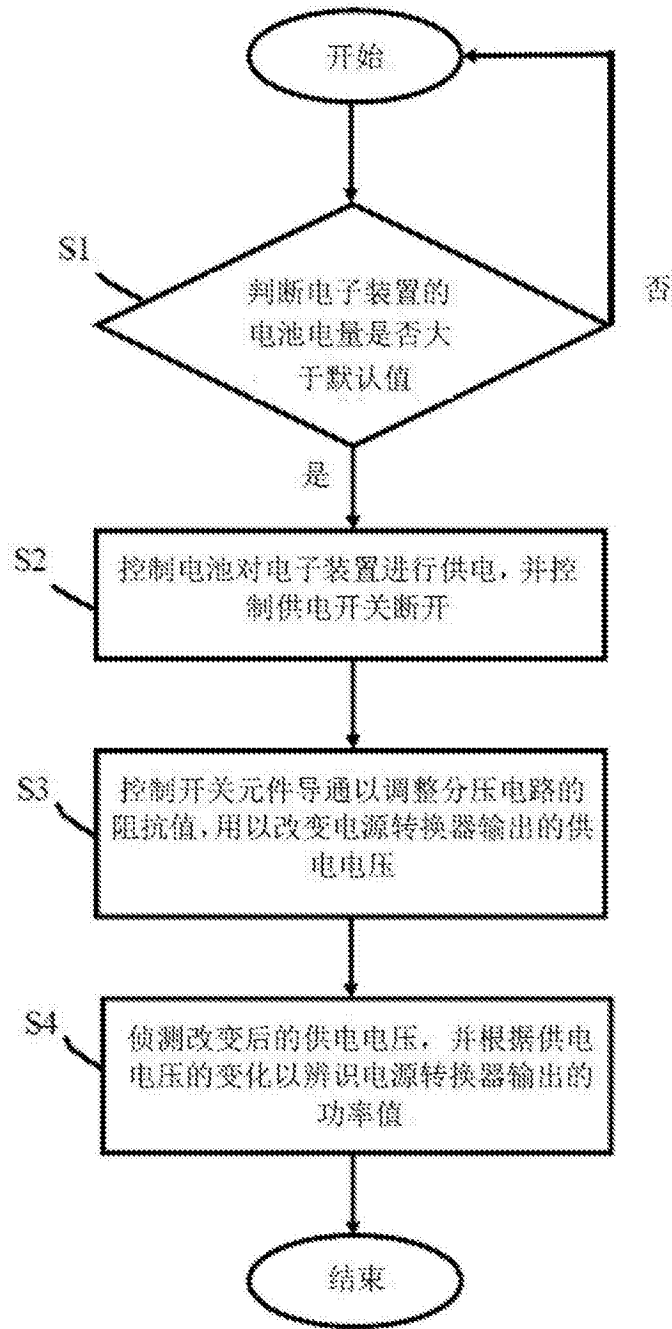 开始
S1
判断电子装置的
电池电量是否大
于默认值
否
是
S2
控制电池对电子装置进行供电,并控
制供电开关断开
S3
控制开关元件导通以调整分压电路的
阻抗值,用以改变电源转换器输出的供
电电压
S4
侦测改变后的供电电压，并根据供电
电压的变化以辨识电源转换器输出的
功率值
结束